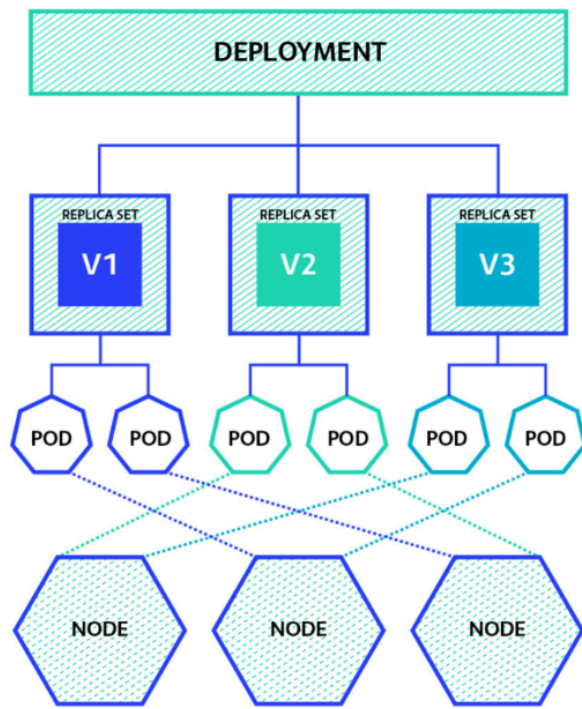 DEPLOYMENT
REPLICA SET
V1
REPLICA SET
V2
REPLICA SET
V3
POD
POD
POD
POD
POD
POD
NODE
NODE
NODE